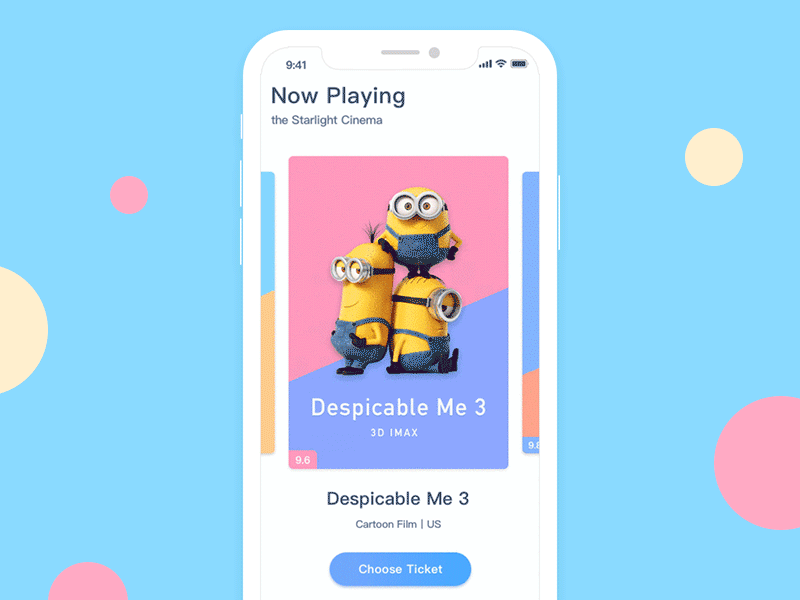 9:41
Now Playing
the Starlight Cinema
Despicable Me 3
3D IMAX
9.6
9.8
Despicable Me 3
Cartoon Film | US
Choose Ticket